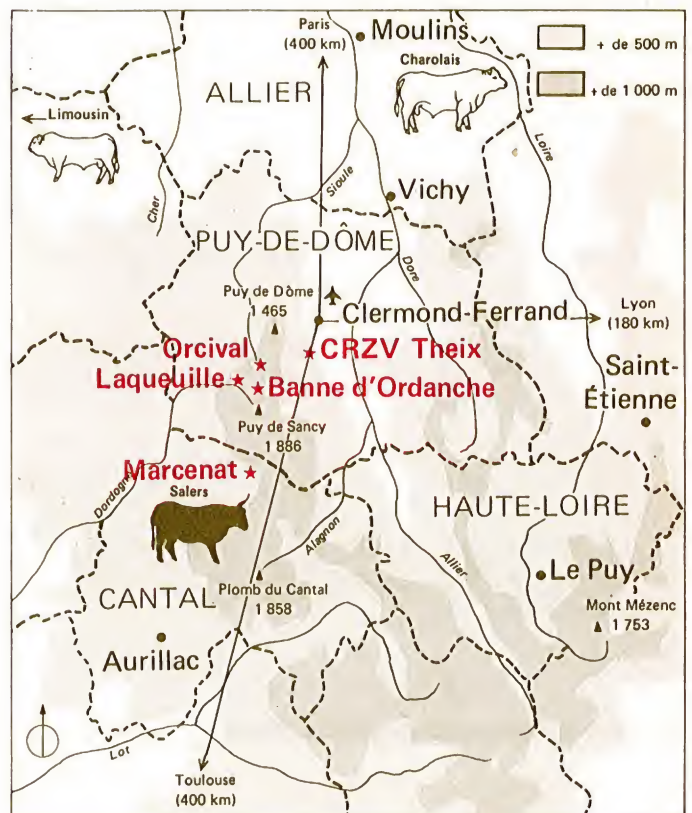 Paris
(400 km)
Moulins
+ de 500 m
Charolais
+ de 1 000 m
ALLIER
Limousin
Loire
Sioule
Cher
Vichy
PUY-DE-DÔME
Dore
Puy de Dôme
1 465
Clermond-Ferrand
Lyon
(180 km)
Orcival
CRZV Theix
Laqueuille
Banne d'Ordanche
Saint-
Étienne
Puy de Sancy
1 886
Marcenat
Salers
Dordogne
HAUTE-LOIRE
Alagnon
Allier
Le Puy
Plomb du Cantal
1 858
CANTAL
Mont Mézenc
1 753
Aurillac
Lot
Toulouse
(400 km)